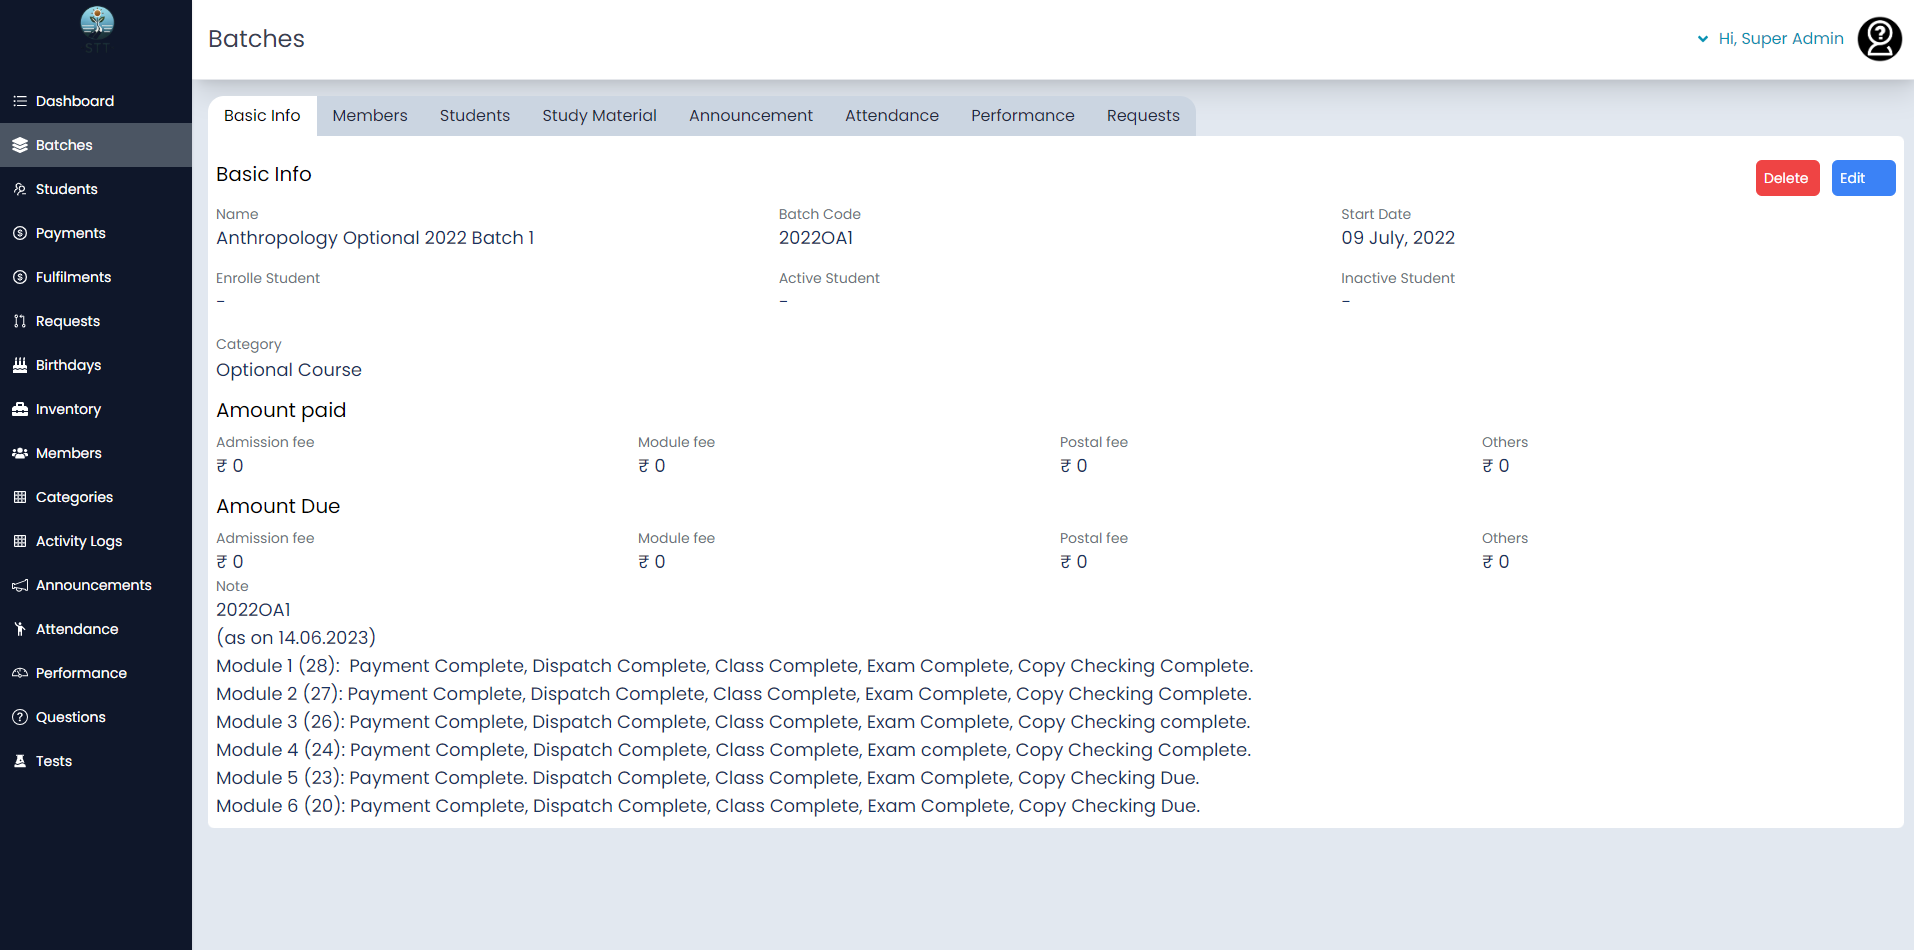 STT
Batches
Hi, Super Admin
Dashboard
Batches
Students
Payments
Fulfilments
Requests
Birthdays
Inventory
Members
Categories
Activity Logs
Announcements
Attendance
Performance
Questions
Tests
Basic Info Members Students Study Material Announcement Attendance Performance Requests
Basic Info
Delete Edit
Name Batch Code Start Date
Anthropology Optional 2022 Batch 1 2022OA1 09 July, 2022
Enrolle Student Active Student Inactive Student
- - -
Category
Optional Course
Amount paid
Admission fee Module fee Postal fee Others
₹ 0 ₹ 0 ₹ 0 ₹ 0
Amount Due
Admission fee Module fee Postal fee Others
₹ 0 ₹ 0 ₹ 0 ₹ 0
Note
2022OA1
(as on 14.06.2023)
Module 1 (28):  Payment Complete, Dispatch Complete, Class Complete, Exam Complete, Copy Checking Complete.
Module 2 (27): Payment Complete, Dispatch Complete, Class Complete, Exam Complete, Copy Checking Complete.
Module 3 (26): Payment Complete, Dispatch Complete, Class Complete, Exam Complete, Copy Checking complete.
Module 4 (24): Payment Complete, Dispatch Complete, Class Complete, Exam complete, Copy Checking Complete.
Module 5 (23): Payment Complete. Dispatch Complete, Class Complete, Exam Complete, Copy Checking Due.
Module 6 (20): Payment Complete, Dispatch Complete, Class Complete, Exam Complete, Copy Checking Due.